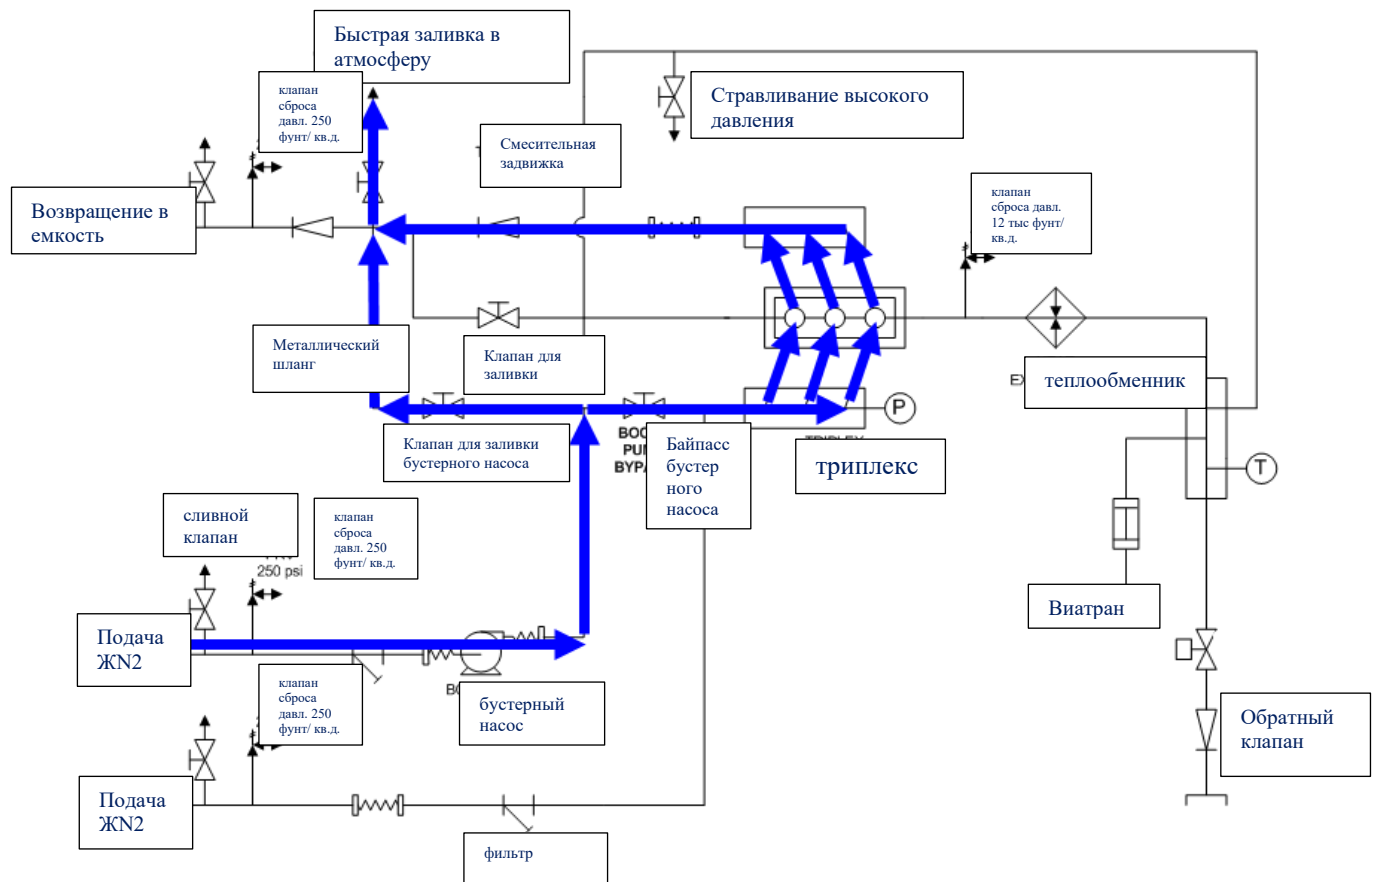 Быстрая заливка в
атмосферу
клапан
сброса
давл. 250
фунт/ кв.д.
Стравливание высокого
давления
Смесительная
задвижка
Возвращение в
емкость
клапан
сброса давл.
12 тыс фунт/
кв.д.
Металлический
шланг
Клапан для
заливки
теплообменник
P
Клапан для заливки
бустерного насоса
Байпасс
бустер
ного
насоса
триплекс
T
сливной
клапан
клапан
сброса
давл. 250
фунт/ кв.д.
250 psi
Виатран
Подача
ЖN2
клапан
сброса
давл. 250
фунт/ кв.д.
бустерный
насос
Обратный
клапан
Подача
ЖN2
фильтр